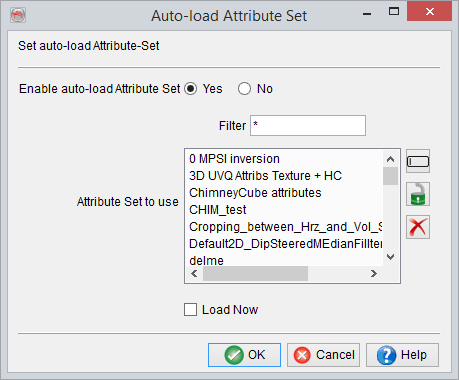 Auto-load Attribute Set
Set auto-load Attribute-Set
Enable auto-load Attribute Set Yes No
Filter *
Attribute Set to use
0 MPSI inversion
3D UVQ Attribs Texture + HC
ChimneyCube attributes
CHIM_test
Cropping_between_Hrz_and_Vol_S
Default2D_DipSteeredMEdianFillter
delme
Load Now
OK Cancel Help